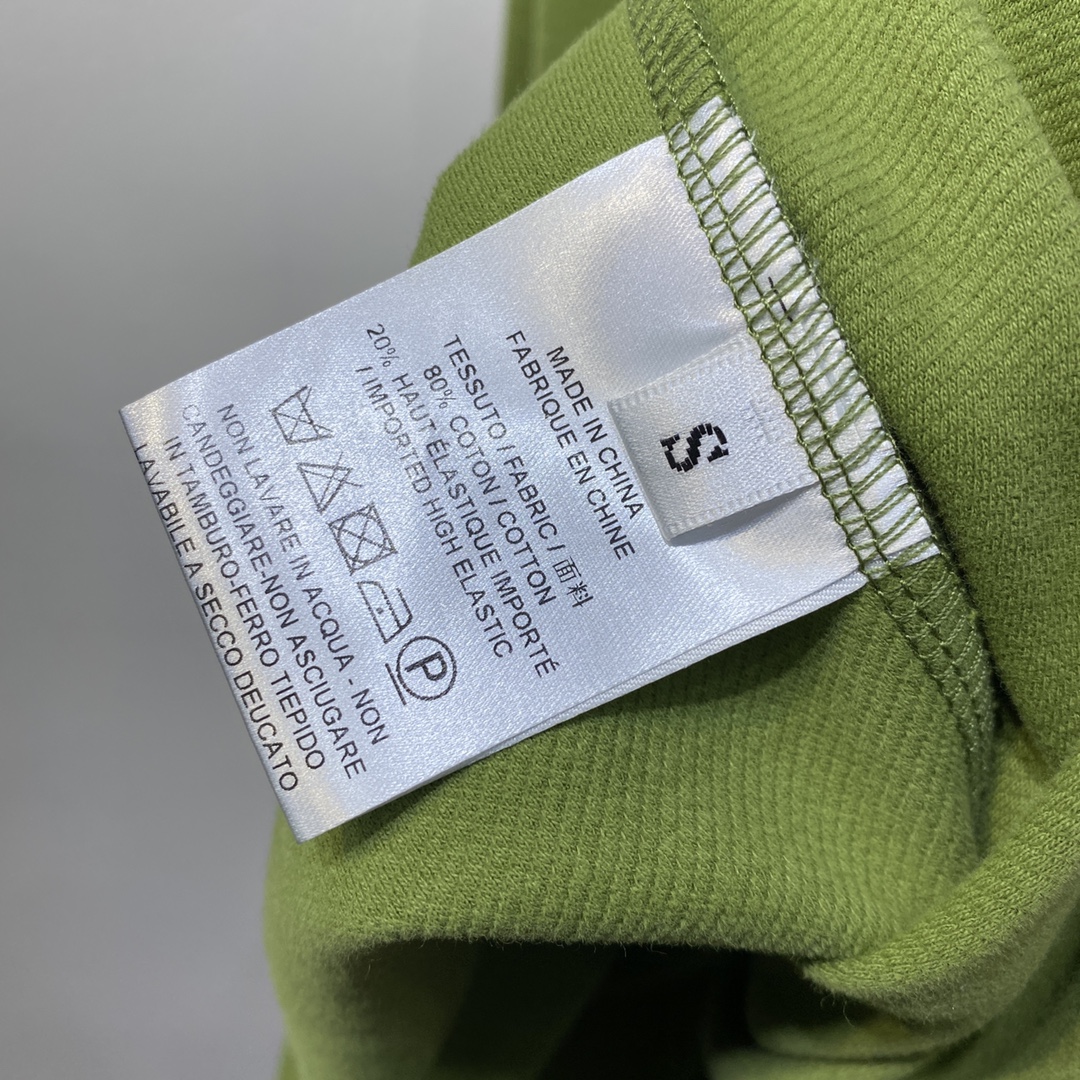 MADE IN CHINA
FABRIQUE EN CHINE
S
TESSUTO / FABRIC / 面料
80% COTON / COTTON
20% HAUT ÉLASTIQUE IMPORTÉ
/ IMPORTED HIGH ELASTIC
P
NON LAVARE IN ACQUA - NON
CANDEGGIARE-NON ASCIUGARE
IN TAMBURO-FERRO TIEPIDO
LAVABILE A SECCO DEUCATO